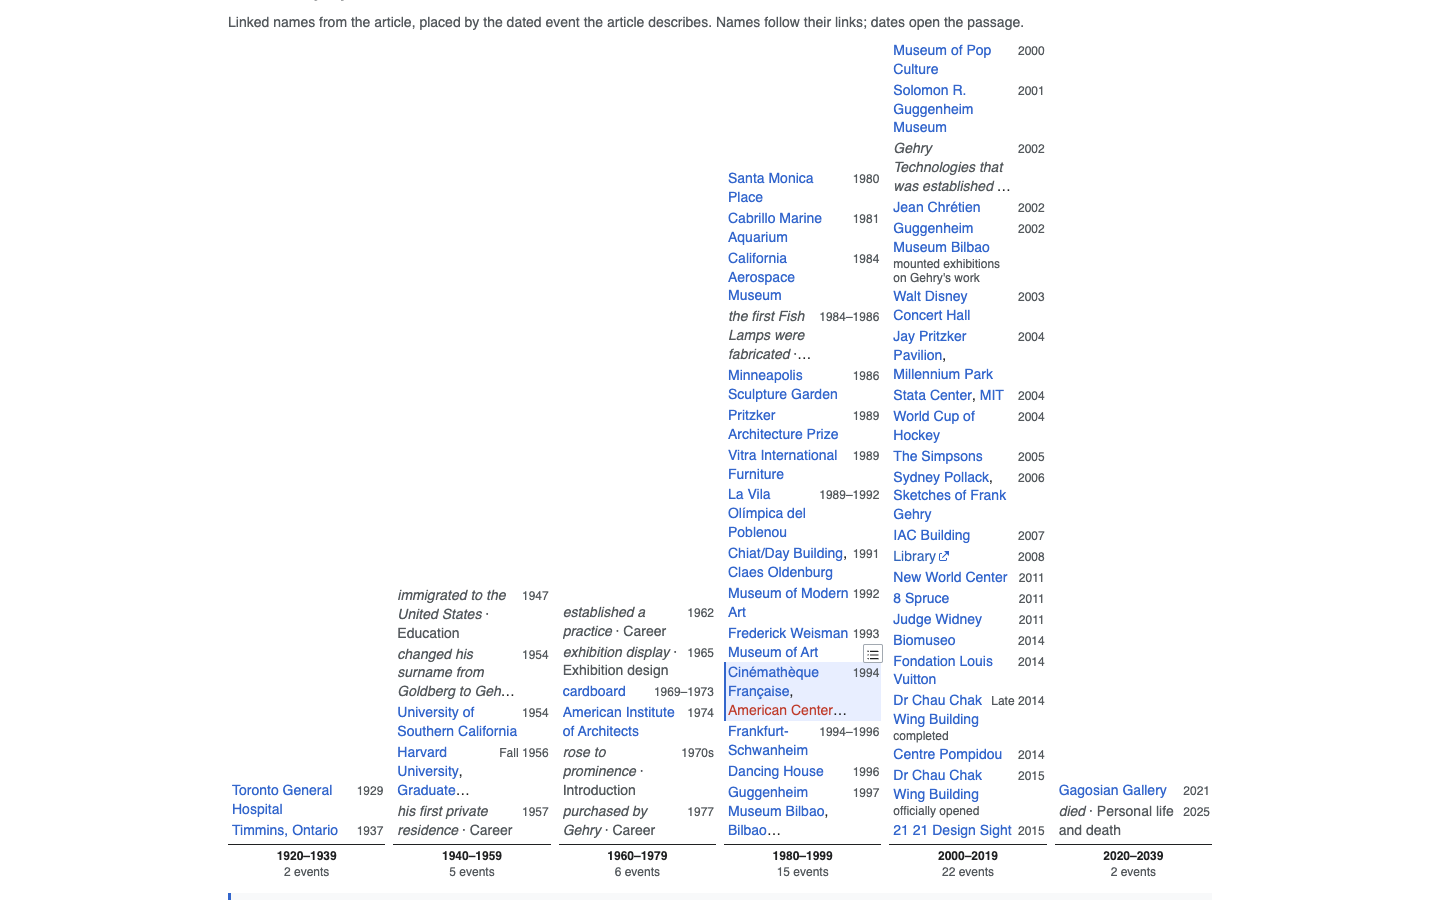 Linked names from the article, placed by the dated event the article describes. Names follow their links; dates open the passage.
Toronto General 1929
Hospital
Timmins, Ontario 1937
1920–1939
2 events
immigrated to the 1947
United States ·
Education
changed his 1954
surname from
Goldberg to Geh…
University of 1954
Southern California
Harvard Fall 1956
University,
Graduate…
his first private 1957
residence · Career
1940–1959
5 events
established a 1962
practice · Career
exhibition display · 1965
Exhibition design
cardboard 1969–1973
American Institute 1974
of Architects
rose to 1970s
prominence ·
Introduction
purchased by 1977
Gehry · Career
1960–1979
6 events
Santa Monica 1980
Place
Cabrillo Marine 1981
Aquarium
California 1984
Aerospace
Museum
the first Fish 1984–1986
Lamps were
fabricated ·…
Minneapolis 1986
Sculpture Garden
Pritzker 1989
Architecture Prize
Vitra International 1989
Furniture
La Vila 1989–1992
Olímpica del
Poblenou
Chiat/Day Building, 1991
Claes Oldenburg
Museum of Modern 1992
Art
Frederick Weisman 1993
Museum of Art
Cinémathèque 1994
Française,
American Center…
Frankfurt- 1994–1996
Schwanheim
Dancing House 1996
Guggenheim 1997
Museum Bilbao,
Bilbao…
1980–1999
15 events
Museum of Pop 2000
Culture
Solomon R. 2001
Guggenheim
Museum
Gehry 2002
Technologies that
was established …
Jean Chrétien 2002
Guggenheim 2002
Museum Bilbao
mounted exhibitions
on Gehry's work
Walt Disney 2003
Concert Hall
Jay Pritzker 2004
Pavilion,
Millennium Park
Stata Center, MIT 2004
World Cup of 2004
Hockey
The Simpsons 2005
Sydney Pollack, 2006
Sketches of Frank
Gehry
IAC Building 2007
Library 2008
New World Center 2011
8 Spruce 2011
Judge Widney 2011
Biomuseo 2014
Fondation Louis 2014
Vuitton
Dr Chau Chak Late 2014
Wing Building
completed
Centre Pompidou 2014
Dr Chau Chak 2015
Wing Building
officially opened
21 21 Design Sight 2015
2000–2019
22 events
Gagosian Gallery 2021
died · Personal life 2025
and death
2020–2039
2 events